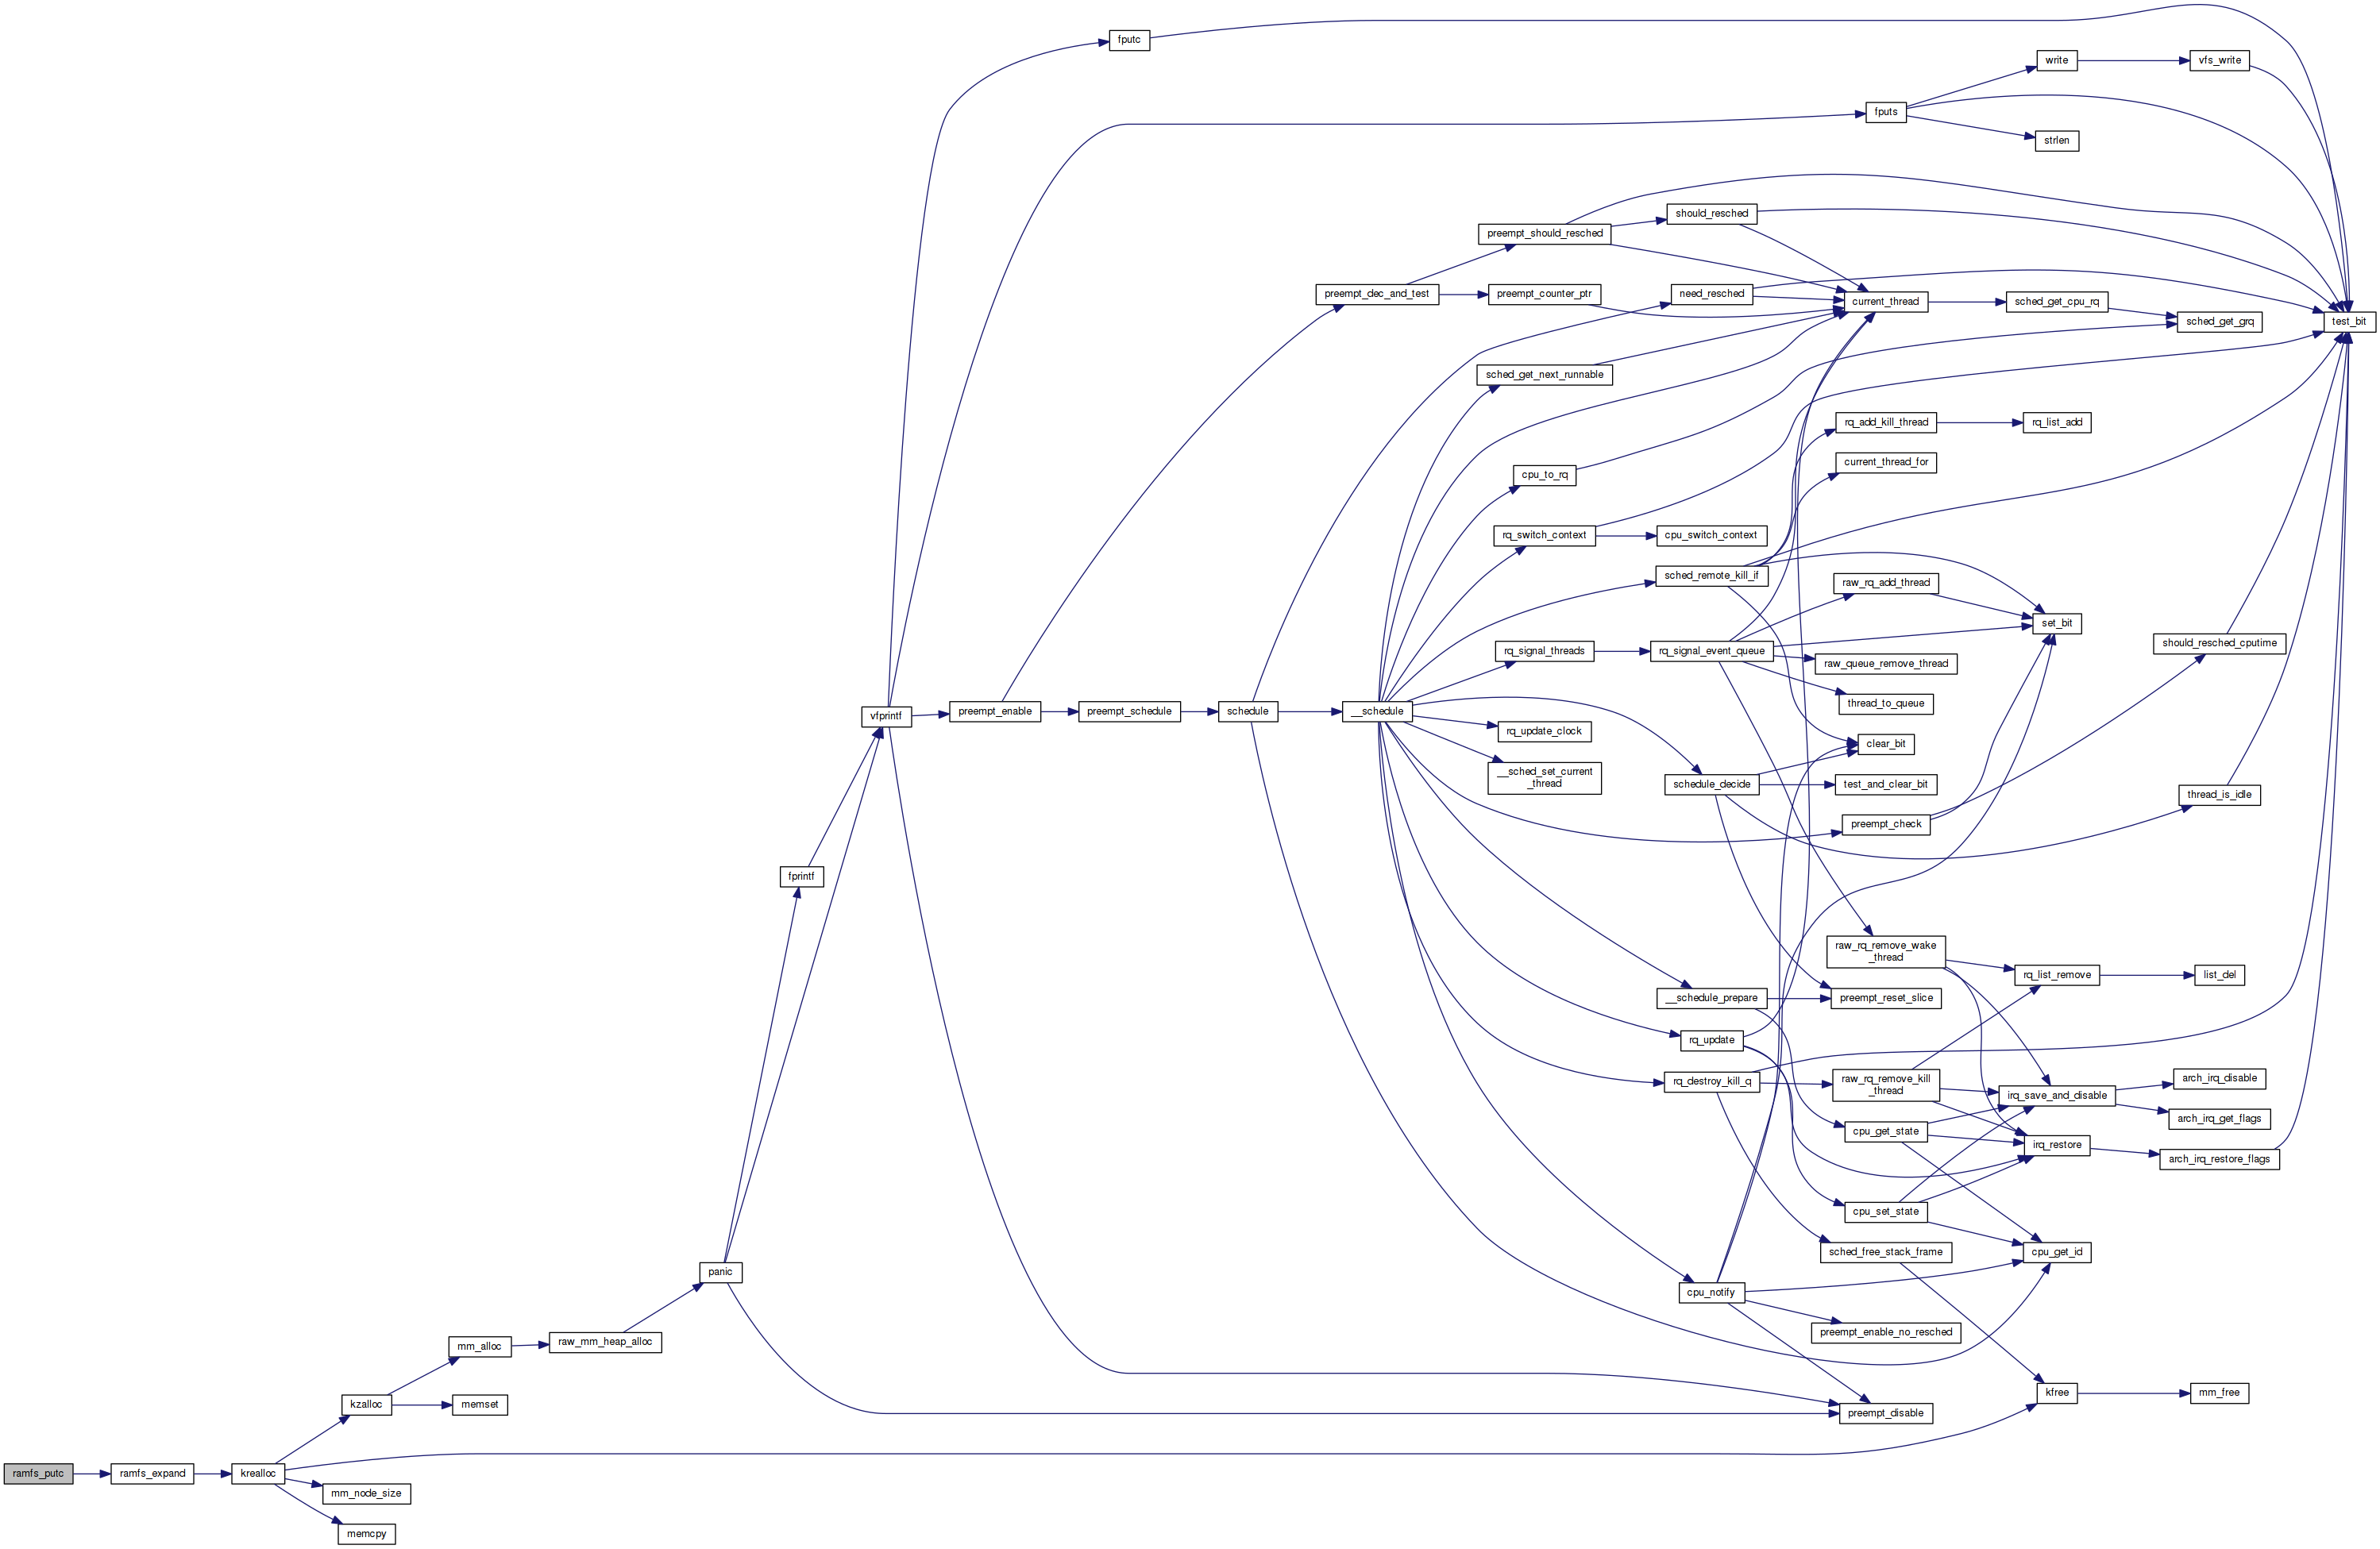 fputc
write
vfs_write
fputs
strlen
should_resched
preempt_should_resched
preempt_dec_and_test
preempt_counter_ptr
need_resched
current_thread
sched_get_cpu_rq
sched_get_grq
test_bit
sched_get_next_runnable
rq_add_kill_thread
rq_list_add
current_thread_for
cpu_to_rq
rq_switch_context
cpu_switch_context
sched_remote_kill_if
raw_rq_add_thread
set_bit
should_resched_cputime
rq_signal_threads
rq_signal_event_queue
raw_queue_remove_thread
thread_to_queue
vfprintf
preempt_enable
preempt_schedule
schedule
__schedule
rq_update_clock
clear_bit
__sched_set_current
_thread
schedule_decide
test_and_clear_bit
thread_is_idle
preempt_check
fprintf
raw_rq_remove_wake
_thread
rq_list_remove
list_del
__schedule_prepare
preempt_reset_slice
rq_update
rq_destroy_kill_q
raw_rq_remove_kill
_thread
irq_save_and_disable
arch_irq_disable
arch_irq_get_flags
cpu_get_state
irq_restore
arch_irq_restore_flags
cpu_set_state
sched_free_stack_frame
cpu_get_id
panic
cpu_notify
preempt_enable_no_resched
mm_alloc
raw_mm_heap_alloc
kzalloc
memset
kfree
mm_free
preempt_disable
ramfs_putc
ramfs_expand
krealloc
mm_node_size
memcpy